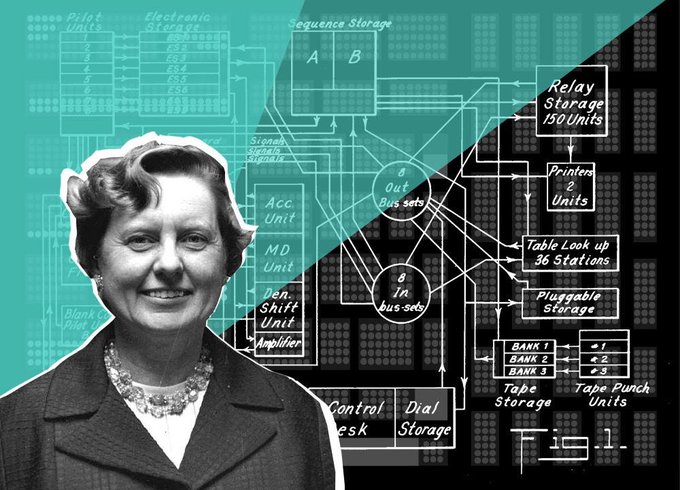 Pilot
Units
2
3
4
5
6
Electronic
Storage
ES1
ES2
ES3
ES4
ES5
ES6
Sequence Storage
A B
Signals
Signals
Signals
8
Out
Bus sets
8
In
bus-sets
Acc.
Unit
MD
Unit
Den.
Shift
Unit
Amplifier
Control
Dial
Storage
Relay
Storage
150 Units
Printers
2
Units
Table Look up
36 Stations
Pluggable
Storage
BANK 1
BANK 2
BANK 3
#1
#2
#3
Tape
Storage
Tape Punch
Units
Fig. 1.